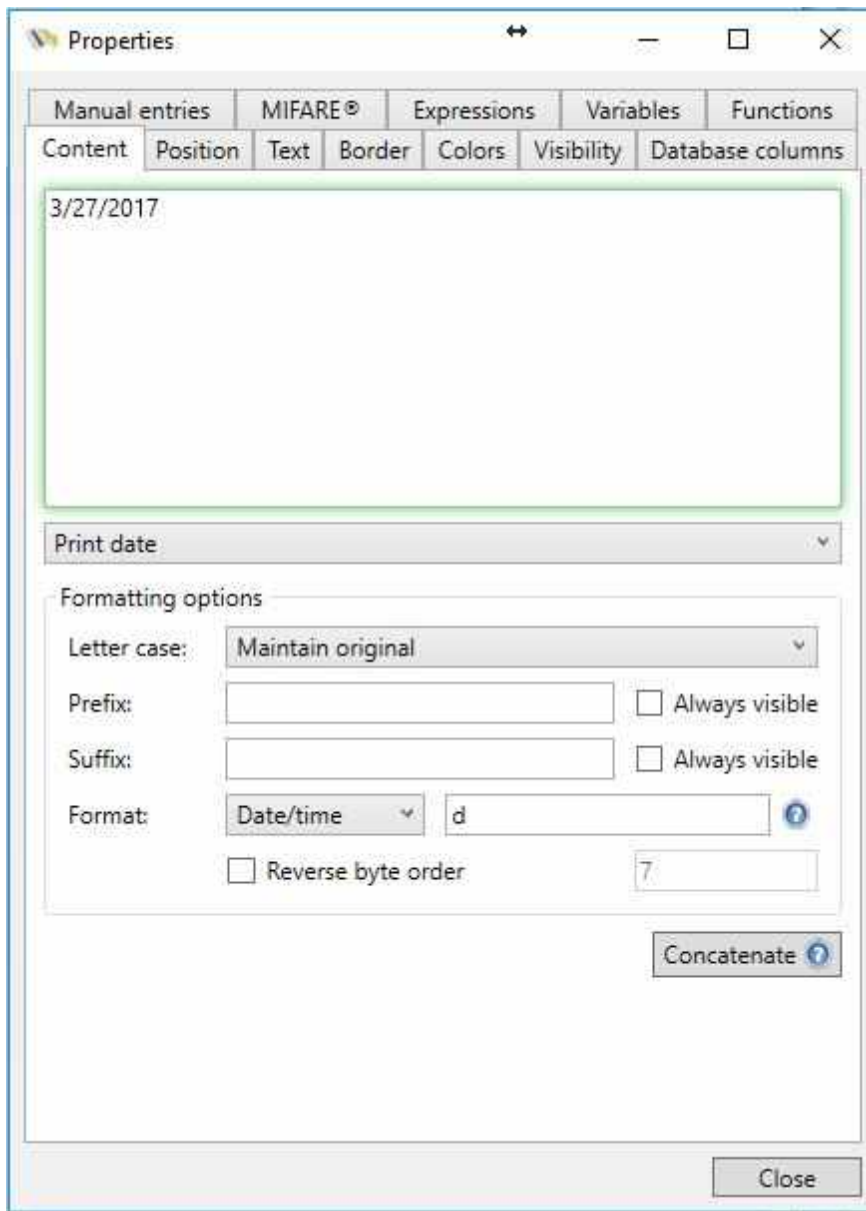 Properties
Manual entries MIFARE® Expressions Variables Functions
Content Position Text Border Colors Visibility Database columns
3/27/2017
Print date
Formatting options
Letter case: Maintain original
Prefix: Always visible
Suffix: Always visible
Format: Date/time d
Reverse byte order 7
Concatenate
Close